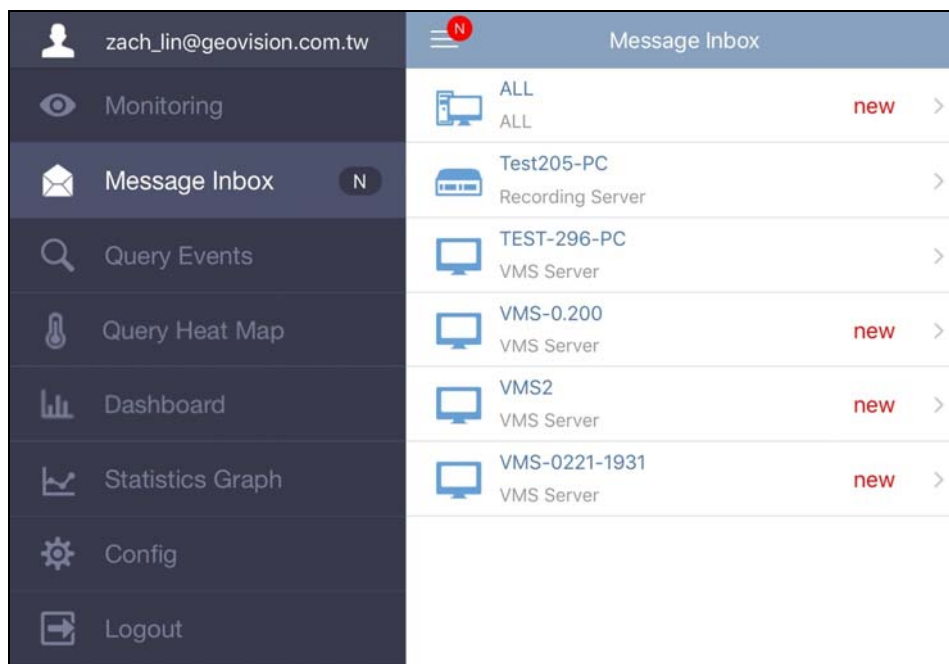 zach_lin@geovision.com.tw
Monitoring
Message Inbox
N
Query Events
Query Heat Map
Dashboard
Statistics Graph
Config
Logout
N
Message Inbox
ALL
ALL
new
Test205-PC
Recording Server
TEST-296-PC
VMS Server
VMS-0.200
VMS Server
new
VMS2
VMS Server
new
VMS-0221-1931
VMS Server
new